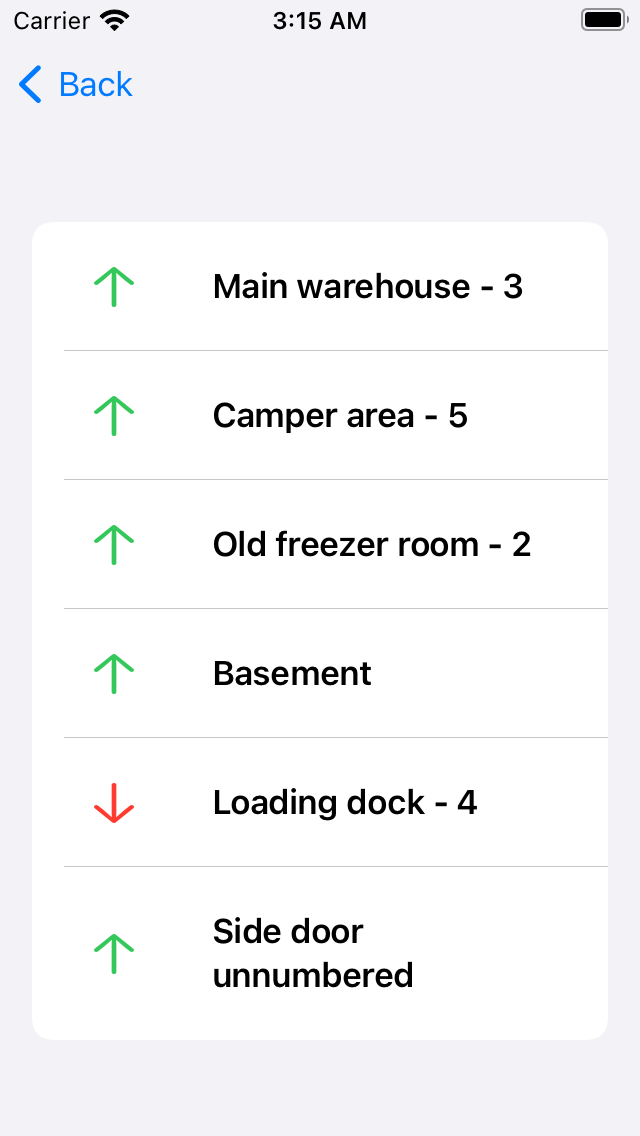 Carrier
3:15 AM
Back
Main warehouse - 3
Camper area - 5
Old freezer room - 2
Basement
Loading dock - 4
Side door
unnumbered